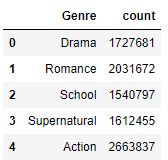 Genre count
0 Drama 1727681
1 Romance 2031672
2 School 1540797
3 Supernatural 1612455
4 Action 2663837